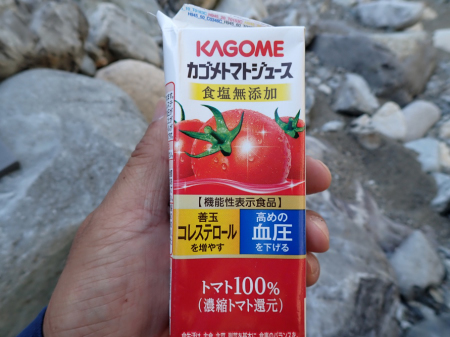 KAGOME
カゴメトマトジュース
食塩無添加
【機能性表示食品】
善玉
コレステロール
を増やす
高めの
血圧
を下げる
トマト100%
(濃縮トマト還元)